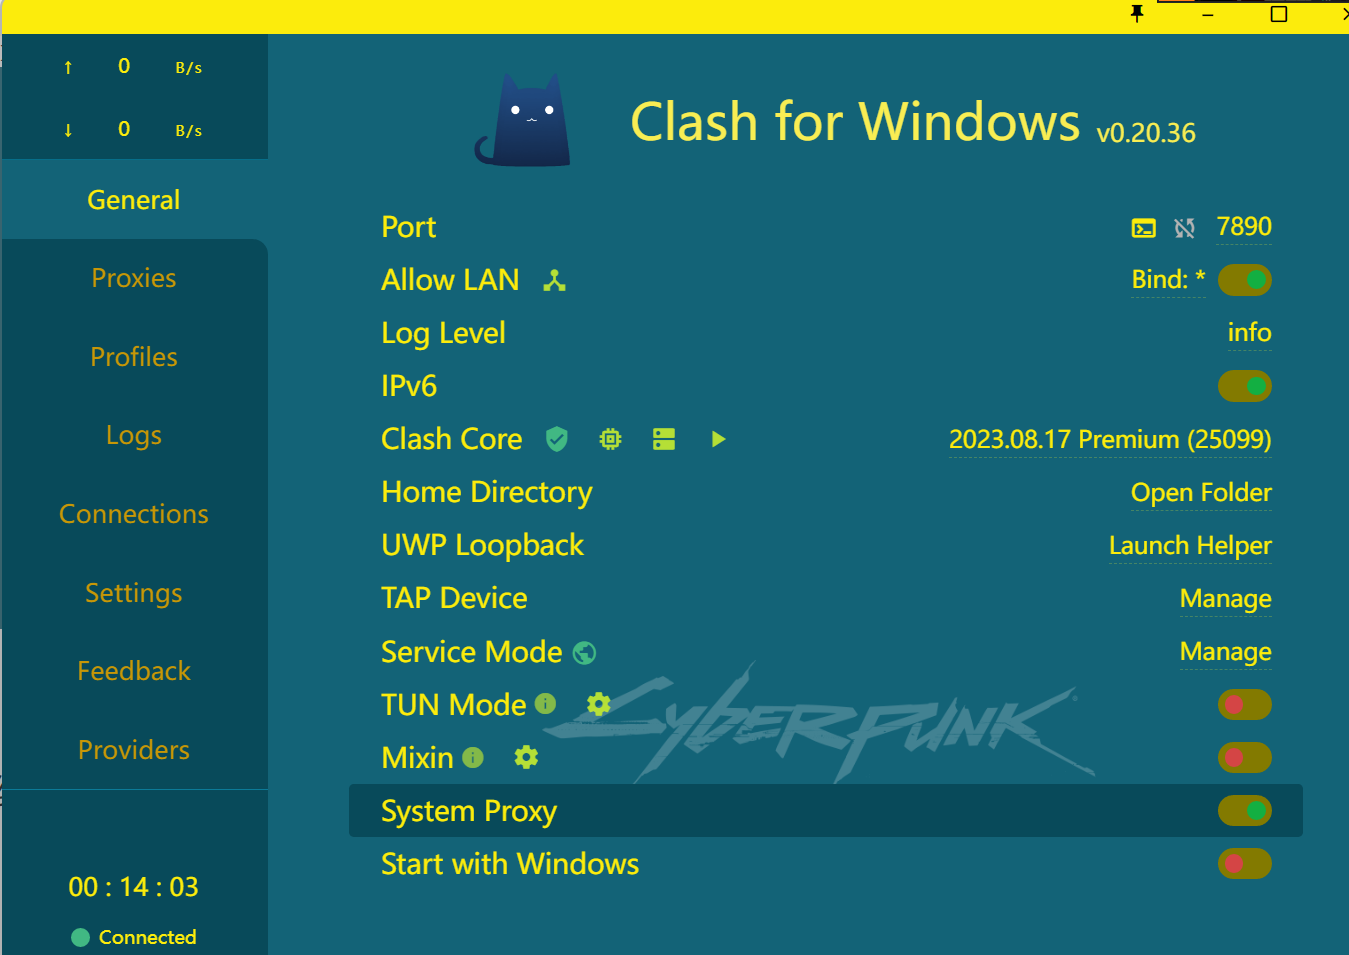 ↑ 0 B/s
↓ 0 B/s
General
Proxies
Profiles
Logs
Connections
Settings
Feedback
Providers
00 : 14 : 03
Connected
Clash for Windows v0.20.36
Port 7890
Allow LAN Bind: *
Log Level info
IPv6
Clash Core 2023.08.17 Premium (25099)
Home Directory Open Folder
UWP Loopback Launch Helper
TAP Device Manage
Service Mode Manage
TUN Mode
Mixin
CYBERPUNK
System Proxy
Start with Windows